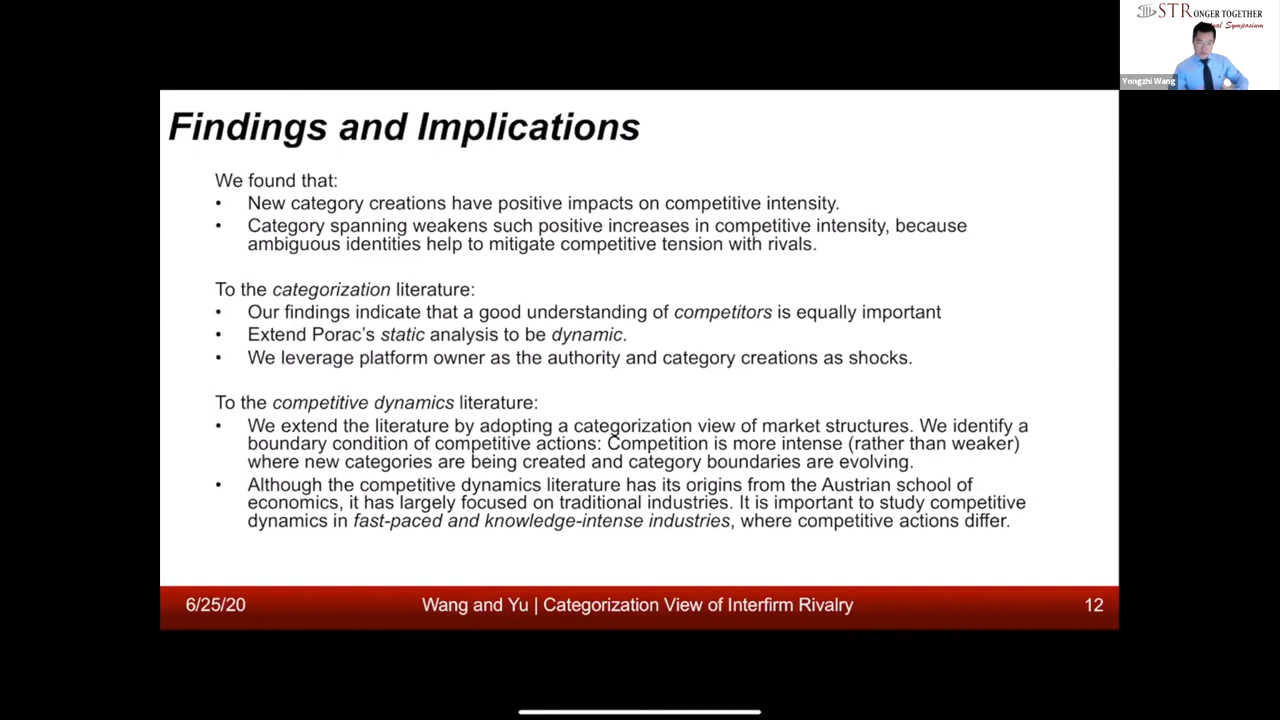 STRONGER TOGETHER
Symposium
Yongzhi Wang
Findings and Implications
We found that:
• New category creations have positive impacts on competitive intensity.
• Category spanning weakens such positive increases in competitive intensity, because
ambiguous identities help to mitigate competitive tension with rivals.
To the categorization literature:
• Our findings indicate that a good understanding of competitors is equally important
• Extend Porac's static analysis to be dynamic.
• We leverage platform owner as the authority and category creations as shocks.
To the competitive dynamics literature:
• We extend the literature by adopting a categorization view of market structures. We identify a
boundary condition of competitive actions: Competition is more intense (rather than weaker)
where new categories are being created and category boundaries are evolving.
• Although the competitive dynamics literature has its origins from the Austrian school of
economics, it has largely focused on traditional industries. It is important to study competitive
dynamics in fast-paced and knowledge-intense industries, where competitive actions differ.
6/25/20 Wang and Yu | Categorization View of Interfirm Rivalry 12